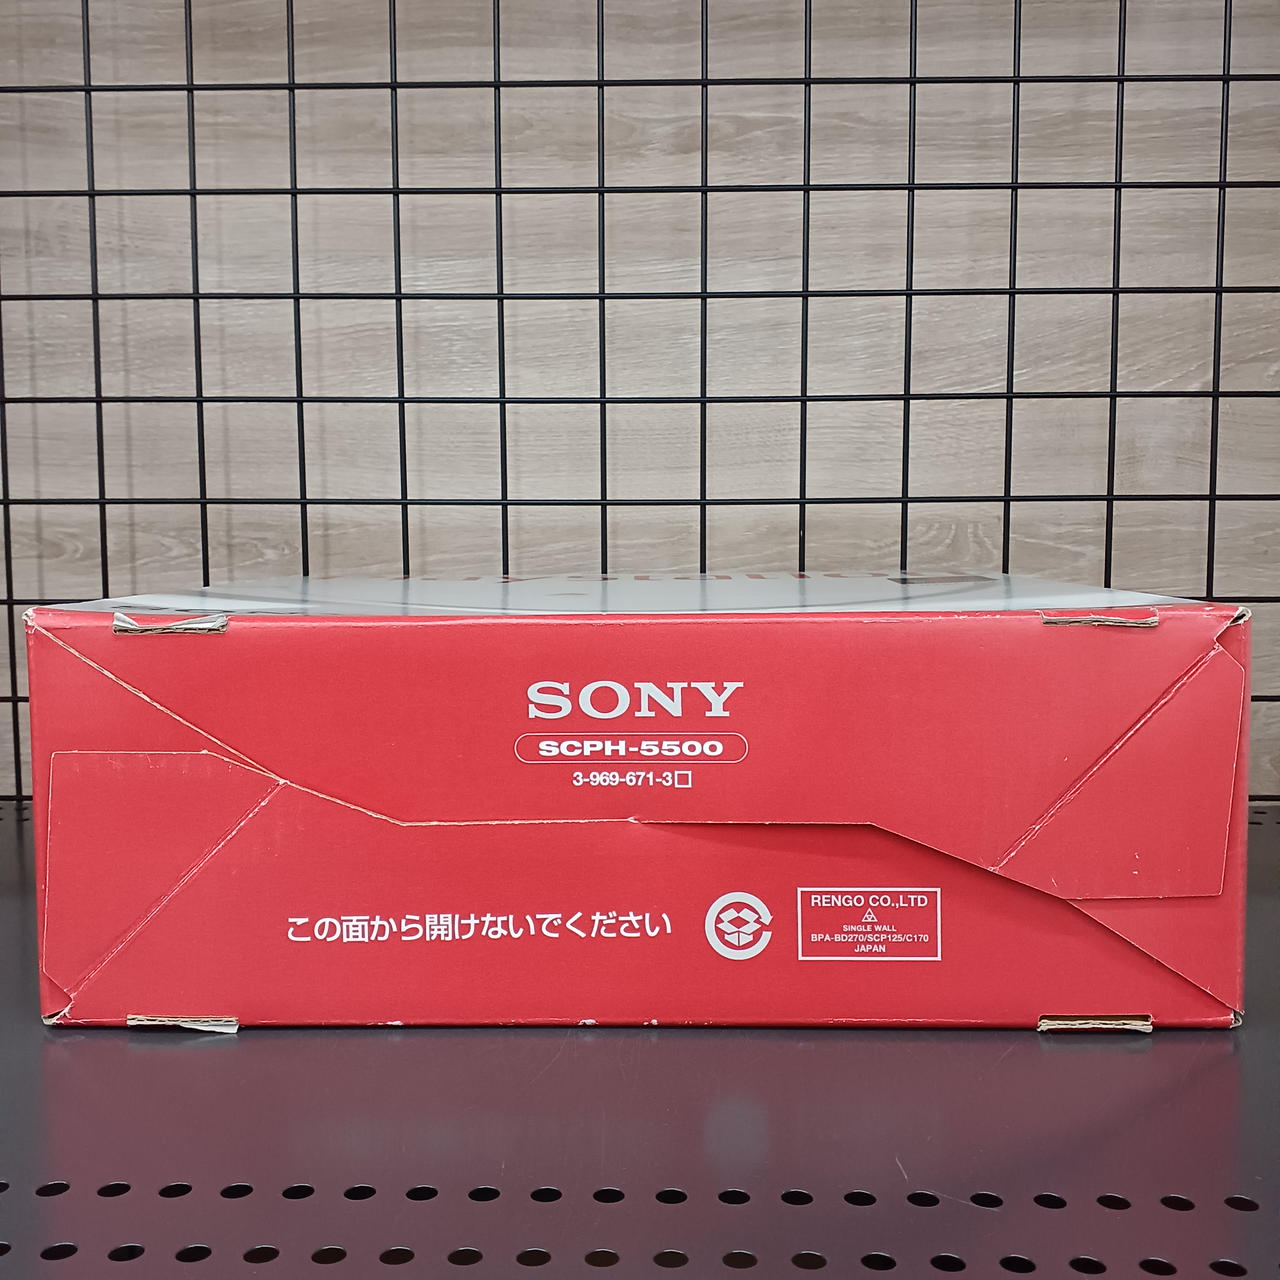 SONY
SCPH-5500
3-969-671-3□
この面から開けないでください
RENGO CO.,LTD
SINGLE WALL
BPA-BD270/SCP125/C170
JAPAN